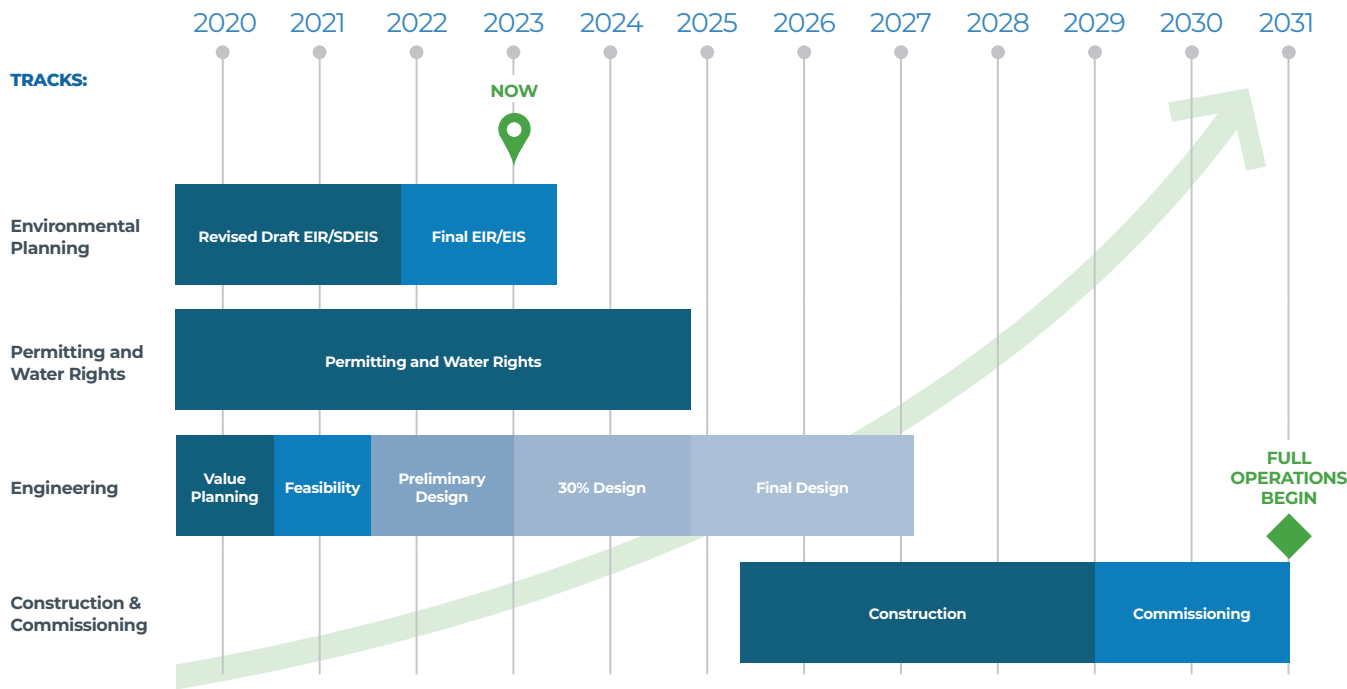 2020 2021 2022 2023 2024 2025 2026 2027 2028 2029 2030 2031
TRACKS:
NOW
Environmental
Planning
Revised Draft EIR/SDEIS
Final EIR/EIS
Permitting and
Water Rights
Permitting and Water Rights
Engineering
Value
Planning
Feasibility
Preliminary
Design
30% Design
Final Design
FULL
OPERATIONS
BEGIN
Construction &
Commissioning
Construction
Commissioning